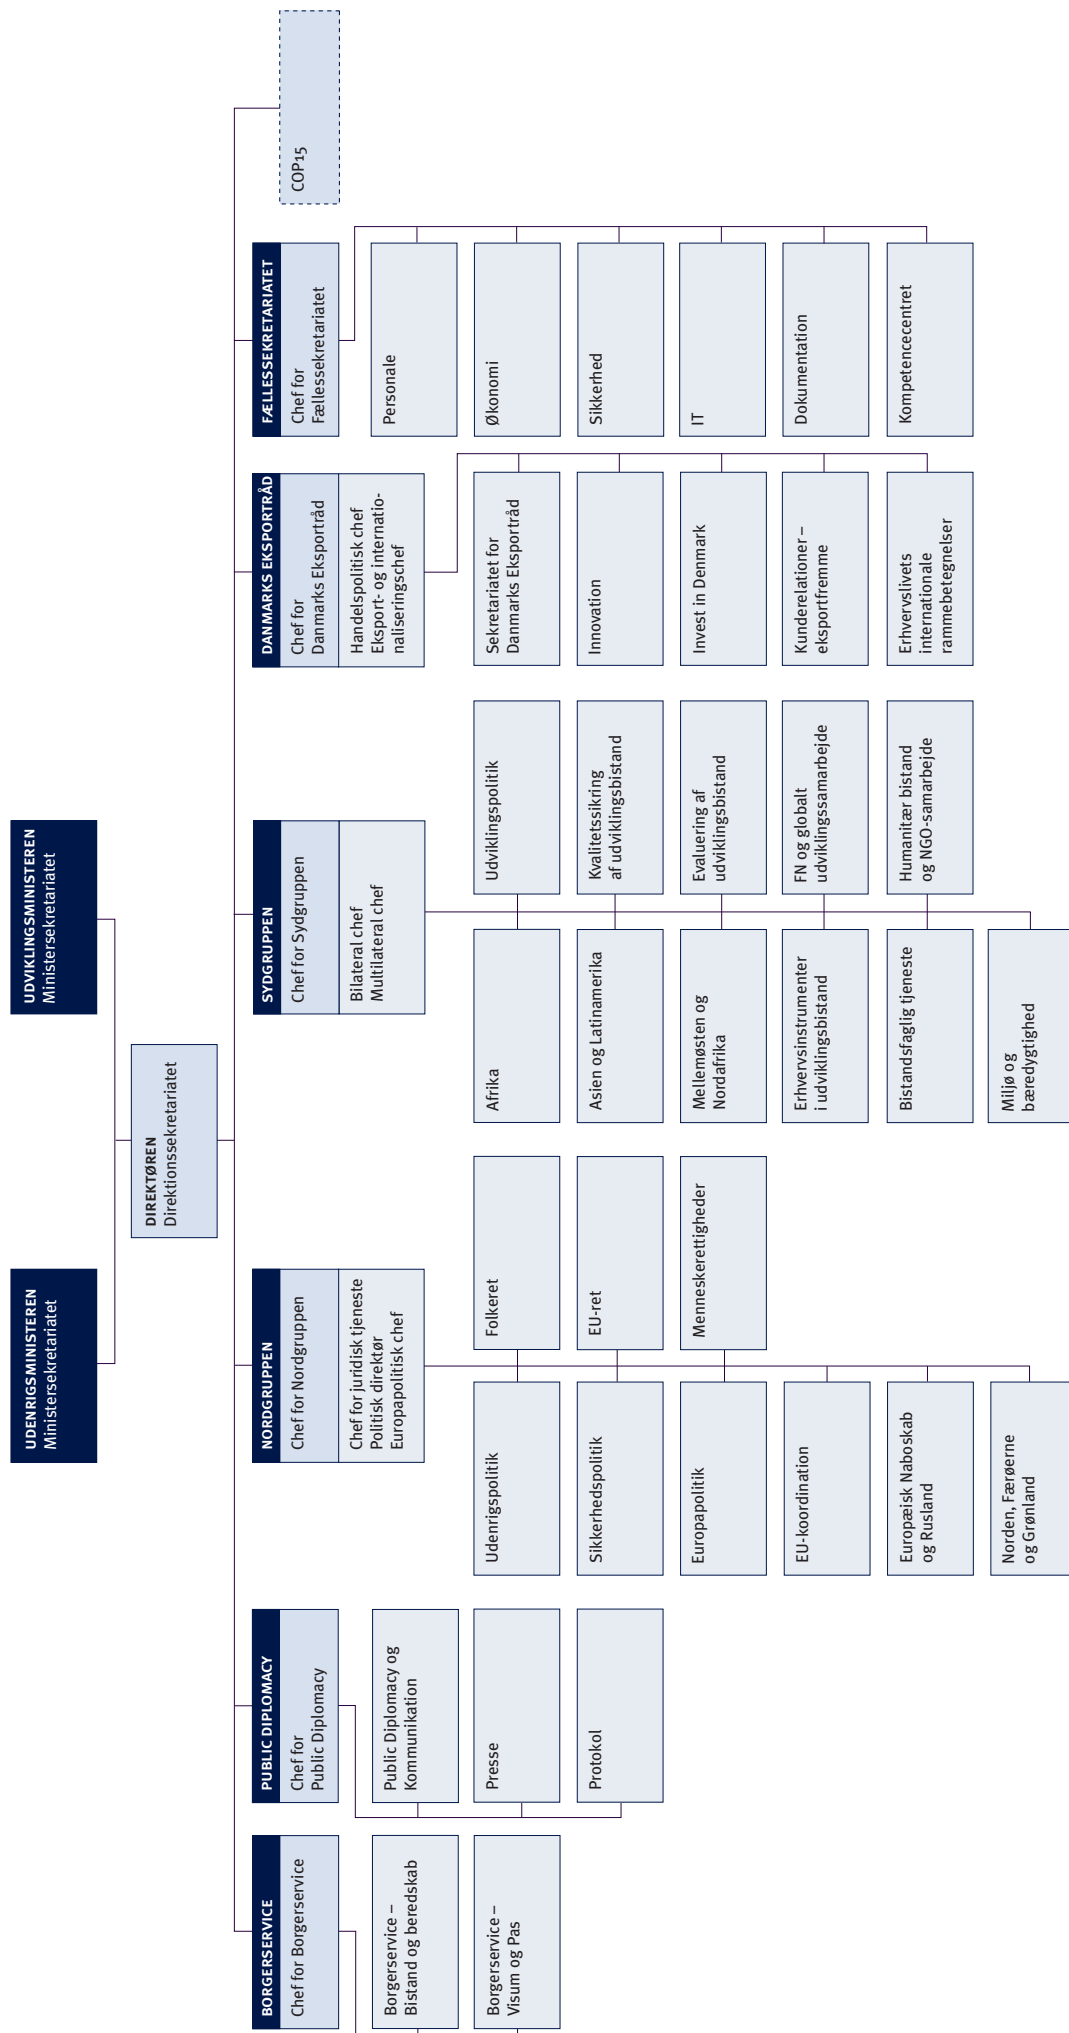 UDENRIGSMINISTEREN
Ministersekretariatet
UDVIKLINGSMINISTEREN
Ministersekretariatet
DIREKTØREN
Direktionssekretariatet
BORGERSERVICE
Chef for Borgerservice
Borgerservice –
Bistand og beredskab
Borgerservice –
Visum og Pas
PUBLIC DIPLOMACY
Chef for
Public Diplomacy
Public Diplomacy og
Kommunikation
Presse
Protokol
NORDGRUPPEN
Chef for Nordgruppen
Chef for juridisk tjeneste
Politisk direktør
Europapolitisk chef
Udenrigspolitik
Sikkerhedspolitik
Europapolitik
EU-koordination
Europæisk Naboskab
og Rusland
Norden, Færøerne
og Grønland
Folkeret
EU-ret
Menneskerettigheder
SYDGRUPPEN
Chef for Sydgruppen
Bilateral chef
Multilateral chef
Afrika
Asien og Latinamerika
Mellemøsten og
Nordafrika
Erhvervsinstrumenter
i udviklingsbistand
Bistandsfaglig tjeneste
Miljø og
bæredygtighed
Udviklingspolitik
Kvalitetssikring
af udviklingsbistand
Evaluering af
udviklingsbistand
FN og globalt
udviklingssamarbejde
Humanitær bistand
og NGO-samarbejde
DANMARKS EKSPORTRÅD
Chef for
Danmarks Eksportråd
Handelspolitisk chef
Eksport- og internatio-
naliseringschef
Sekretariatet for
Danmarks Eksportråd
Innovation
Invest in Denmark
Kunderelationer –
eksportfremme
Erhvervslivets
internationale
rammebetegnelser
FÆLLESSEKRETARIATET
Chef for
Fællessekretariatet
Personale
Økonomi
Sikkerhed
IT
Dokumentation
Kompetencecentret
COP15